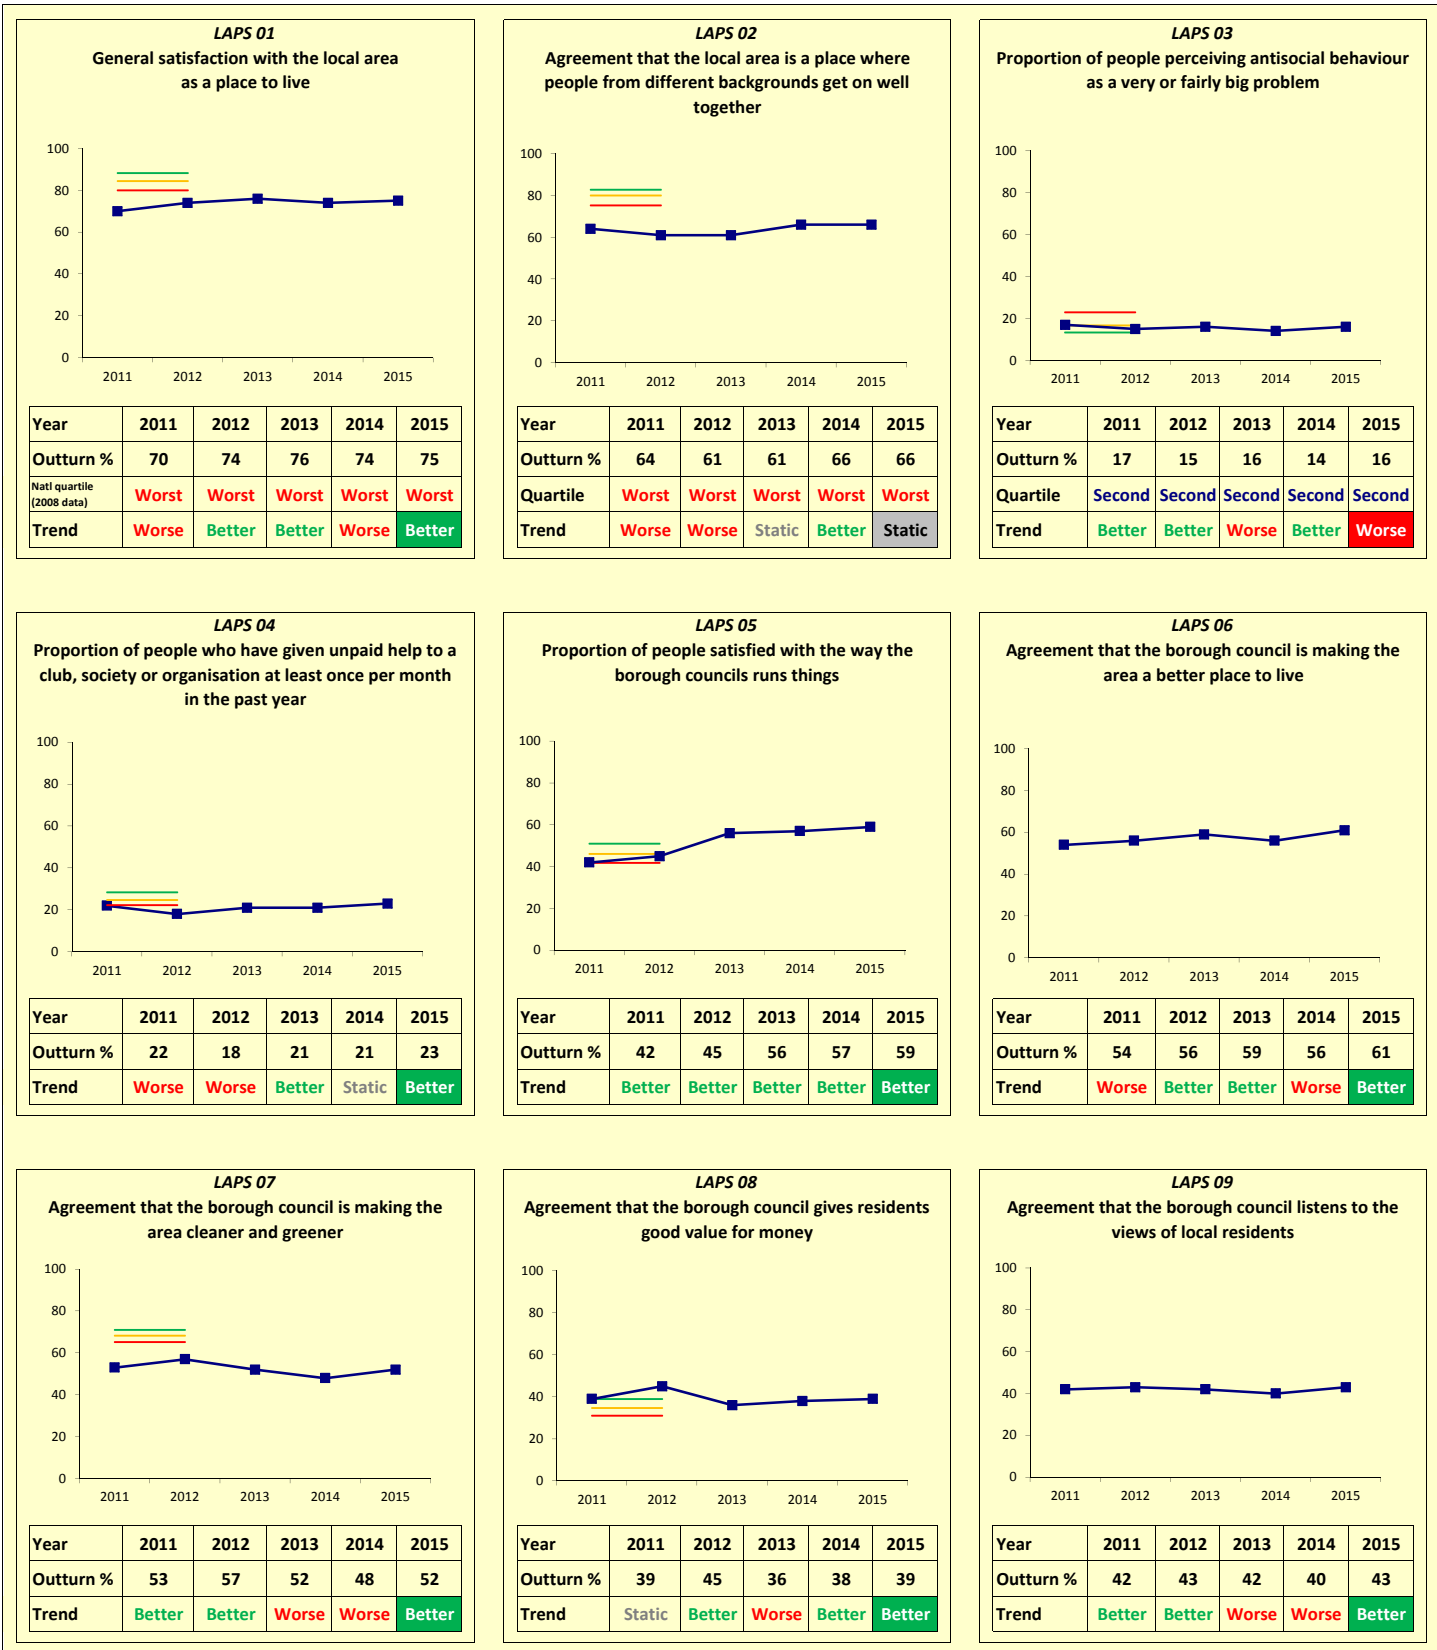 LAPS 01
General satisfaction with the local area
as a place to live
100
80
60
40
20
0
2011 2012 2013 2014 2015
Year 2011 2012 2013 2014 2015
Outturn % 70 74 76 74 75
Natl quartile
(2008 data) Worst Worst Worst Worst Worst
Trend Worse Better Better Worse Better
LAPS 02
Agreement that the local area is a place where
people from different backgrounds get on well
together
100
80
60
40
20
0
2011 2012 2013 2014 2015
Year 2011 2012 2013 2014 2015
Outturn % 64 61 61 66 66
Quartile Worst Worst Worst Worst Worst
Trend Worse Worse Static Better Static
LAPS 03
Proportion of people perceiving antisocial behaviour
as a very or fairly big problem
100
80
60
40
20
0
2011 2012 2013 2014 2015
Year 2011 2012 2013 2014 2015
Outturn % 17 15 16 14 16
Quartile Second Second Second Second Second
Trend Better Better Worse Better Worse
LAPS 04
Proportion of people who have given unpaid help to a
club, society or organisation at least once per month
in the past year
100
80
60
40
20
0
2011 2012 2013 2014 2015
Year 2011 2012 2013 2014 2015
Outturn % 22 18 21 21 23
Trend Worse Worse Better Static Better
LAPS 05
Proportion of people satisfied with the way the
borough councils runs things
100
80
60
40
20
0
2011 2012 2013 2014 2015
Year 2011 2012 2013 2014 2015
Outturn % 42 45 56 57 59
Trend Better Better Better Better Better
LAPS 06
Agreement that the borough council is making the
area a better place to live
100
80
60
40
20
0
2011 2012 2013 2014 2015
Year 2011 2012 2013 2014 2015
Outturn % 54 56 59 56 61
Trend Worse Better Better Worse Better
LAPS 07
Agreement that the borough council is making the
area cleaner and greener
100
80
60
40
20
0
2011 2012 2013 2014 2015
Year 2011 2012 2013 2014 2015
Outturn % 53 57 52 48 52
Trend Better Better Worse Worse Better
LAPS 08
Agreement that the borough council gives residents
good value for money
100
80
60
40
20
0
2011 2012 2013 2014 2015
Year 2011 2012 2013 2014 2015
Outturn % 39 45 36 38 39
Trend Static Better Worse Better Better
LAPS 09
Agreement that the borough council listens to the
views of local residents
100
80
60
40
20
0
2011 2012 2013 2014 2015
Year 2011 2012 2013 2014 2015
Outturn % 42 43 42 40 43
Trend Better Better Worse Worse Better